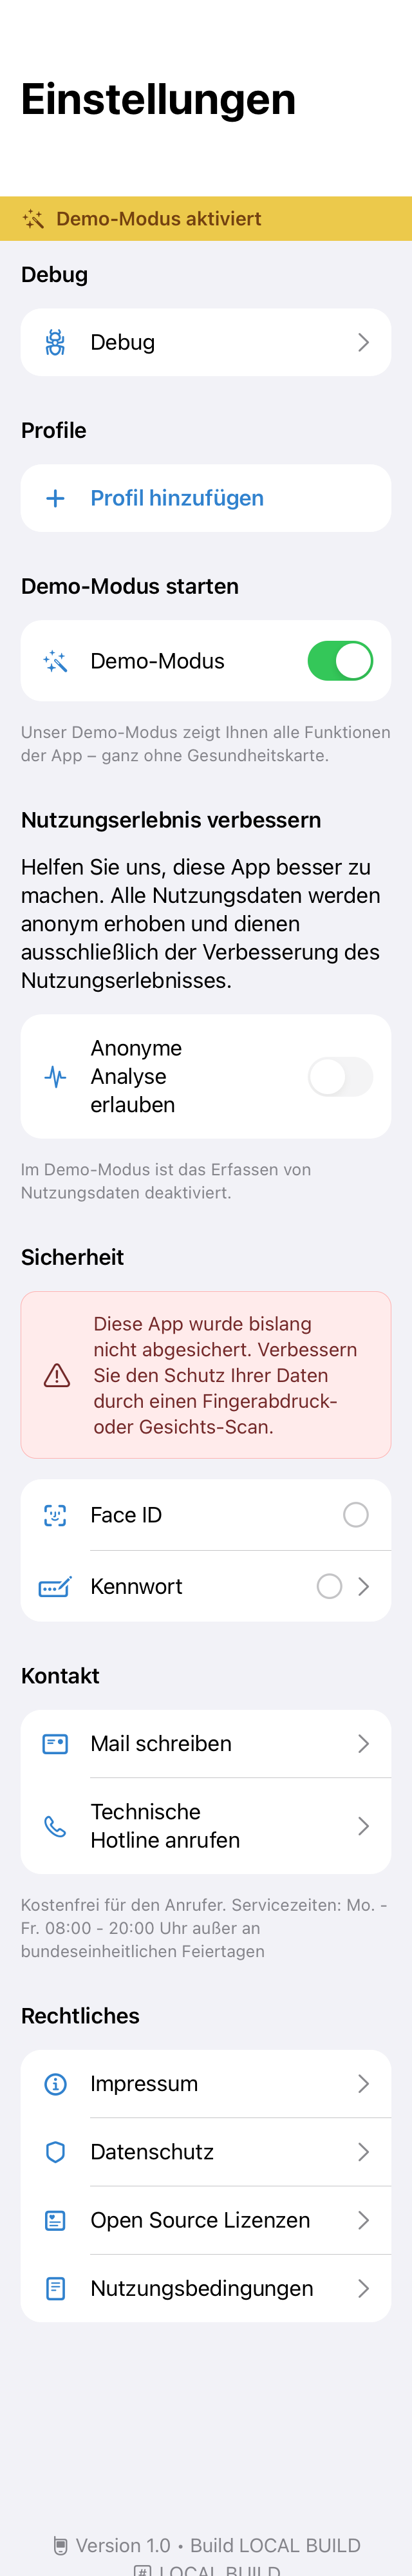 Einstellungen
Demo-Modus aktiviert
Debug
Debug
Profile
Profil hinzufügen
Demo-Modus starten
Demo-Modus
Unser Demo-Modus zeigt Ihnen alle Funktionen
der App – ganz ohne Gesundheitskarte.
Nutzungserlebnis verbessern
Helfen Sie uns, diese App besser zu
machen. Alle Nutzungsdaten werden
anonym erhoben und dienen
ausschließlich der Verbesserung des
Nutzungserlebnisses.
Anonyme
Analyse
erlauben
Im Demo-Modus ist das Erfassen von
Nutzungsdaten deaktiviert.
Sicherheit
Diese App wurde bislang
nicht abgesichert. Verbessern
Sie den Schutz Ihrer Daten
durch einen Fingerabdruck-
oder Gesichts-Scan.
Face ID
Kennwort
Kontakt
Mail schreiben
Technische
Hotline anrufen
Kostenfrei für den Anrufer. Servicezeiten: Mo. -
Fr. 08:00 - 20:00 Uhr außer an
bundeseinheitlichen Feiertagen
Rechtliches
Impressum
Datenschutz
Open Source Lizenzen
Nutzungsbedingungen
Version 1.0 • Build LOCAL BUILD
LOCAL BUILD